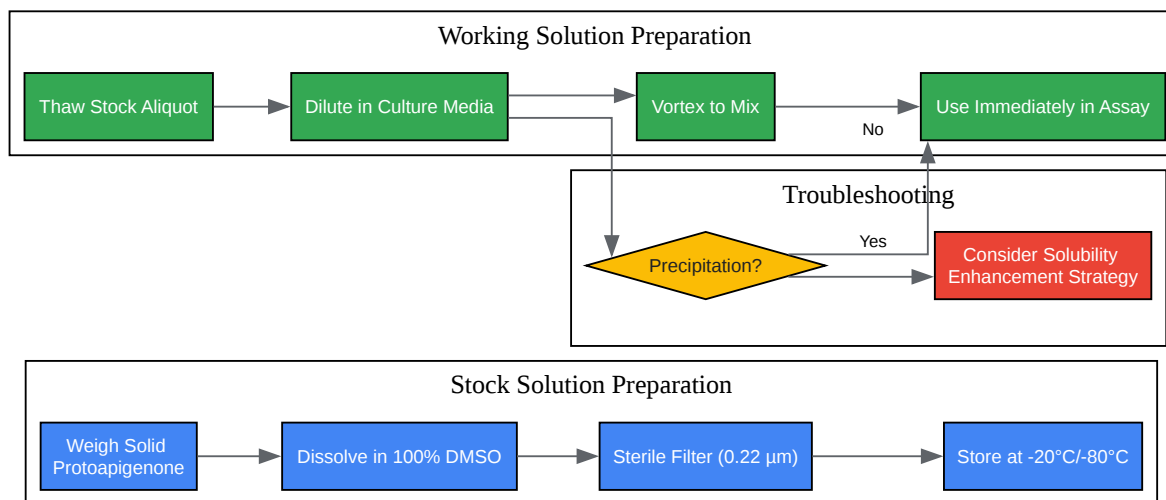 Working Solution Preparation
Thaw Stock Aliquot
Dilute in Culture Media
Vortex to Mix
Use Immediately in Assay
No
Troubleshooting
Yes
Precipitation?
Consider Solubility
Enhancement Strategy
Stock Solution Preparation
Weigh Solid
Protoapigenone
Dissolve in 100% DMSO
Sterile Filter (0.22 µm)
Store at -20°C/-80°C